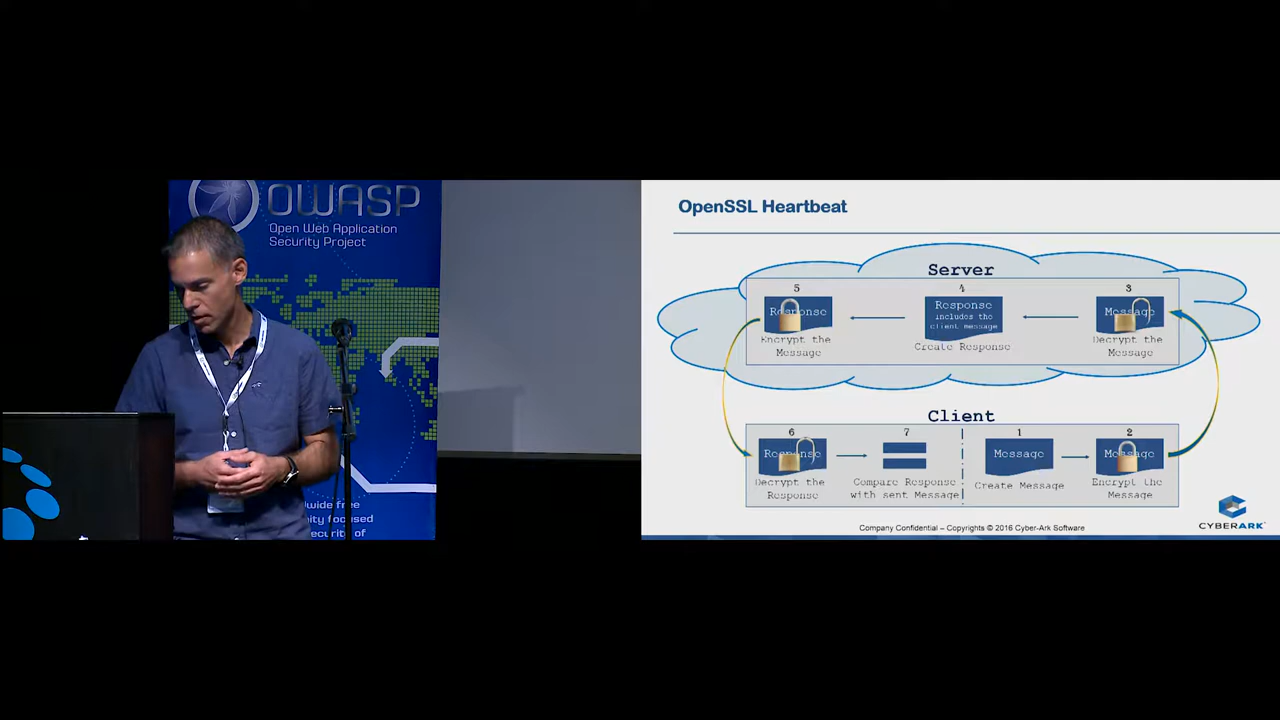 OWASP
Open Web Application
Security Project
wide free
ity focused
ecurity of
OpenSSL Heartbeat
Server
5
4
3
Response
Response
includes the
client message
Message
Encrypt the
Message
Create Response
Decrypt the
Message
Client
6
7
1
2
Response
Message
Message
Decrypt the
Response
Compare Response
with sent Message
Create Message
Encrypt the
Message
Company Confidential – Copyrights © 2016 Cyber-Ark Software
CYBERARK